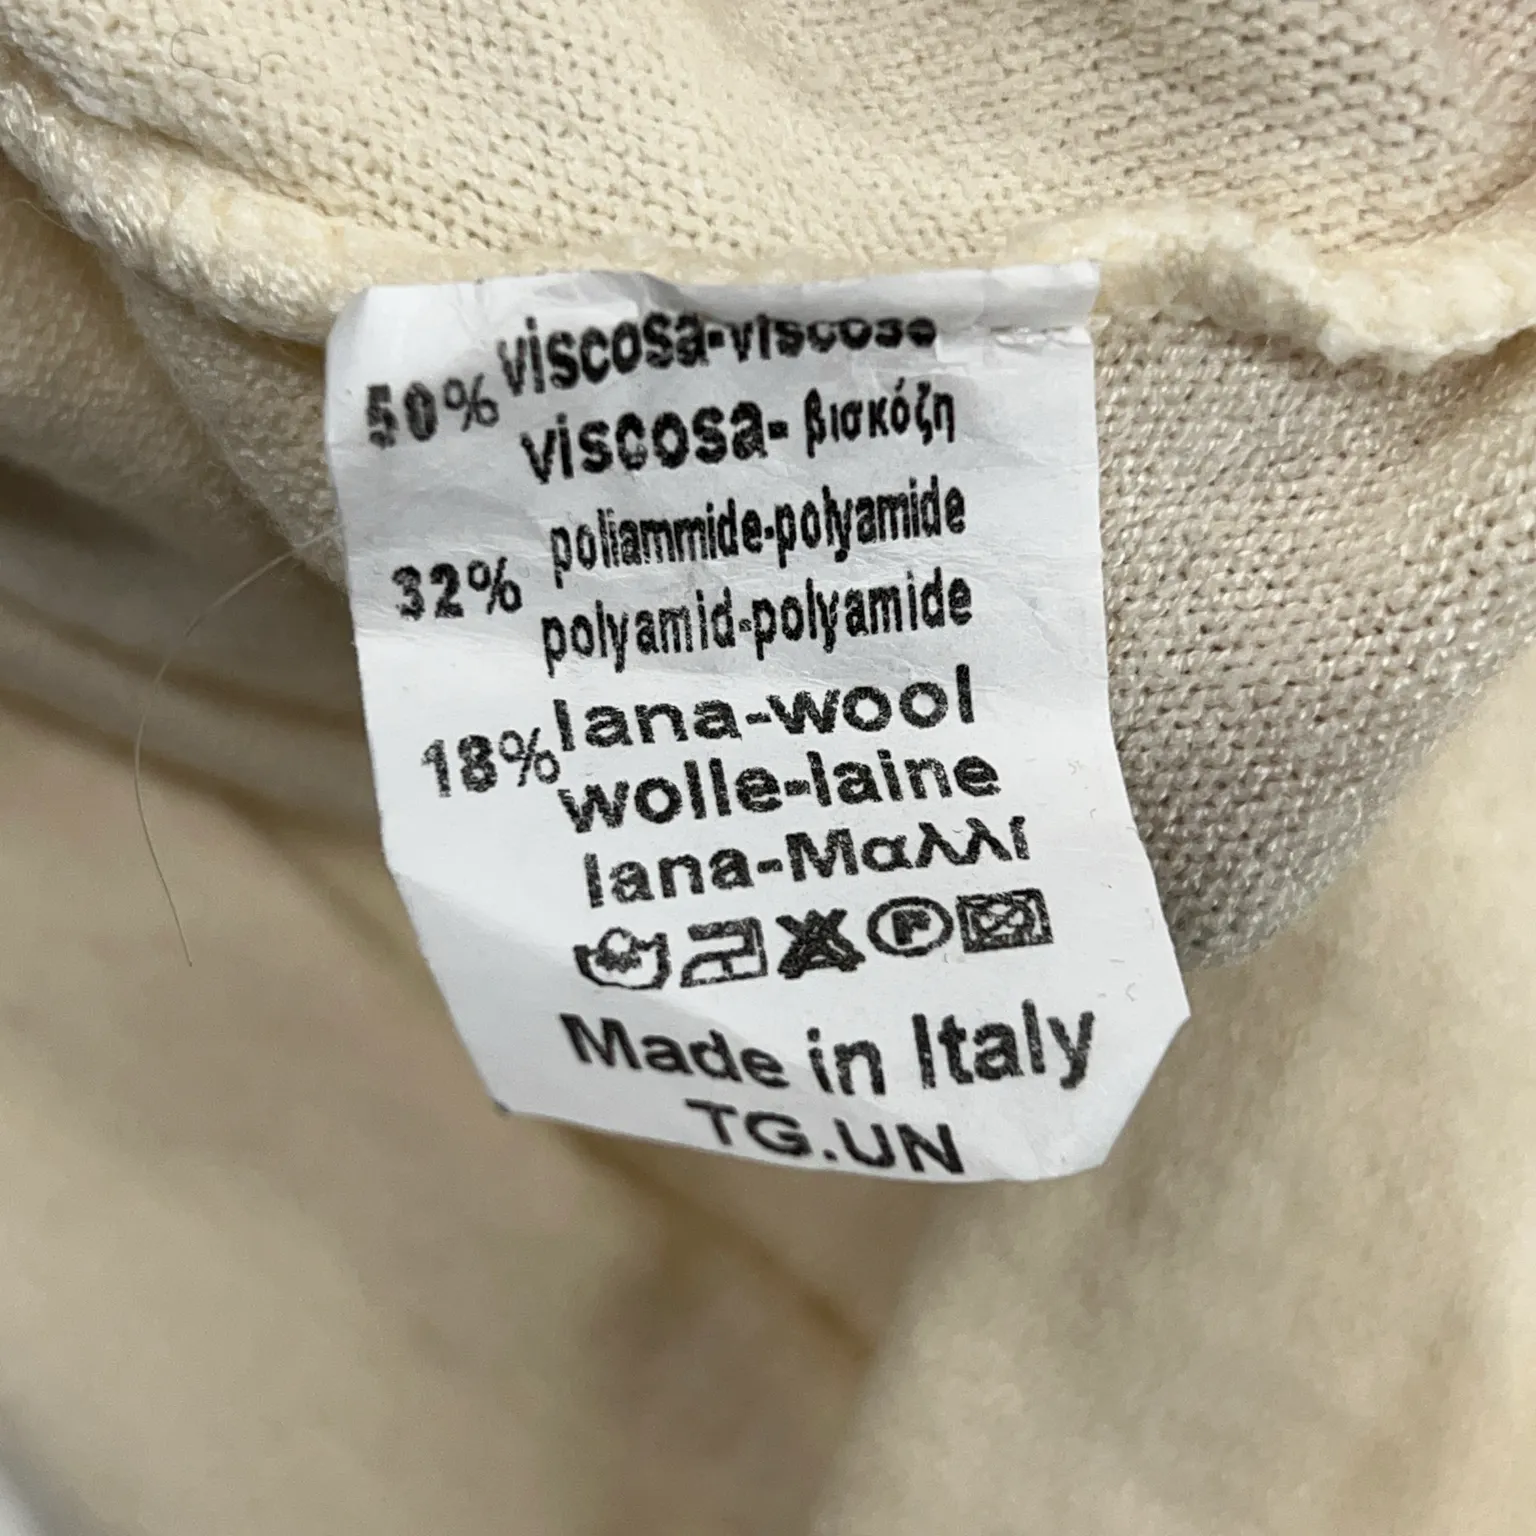 50% viscosa-viscose
viscosa- βισκόζη
32% poliammide-polyamide
polyamid-polyamide
18% lana-wool
wolle-laine
lana-Μαλλί
P
Made in Italy
TG.UN